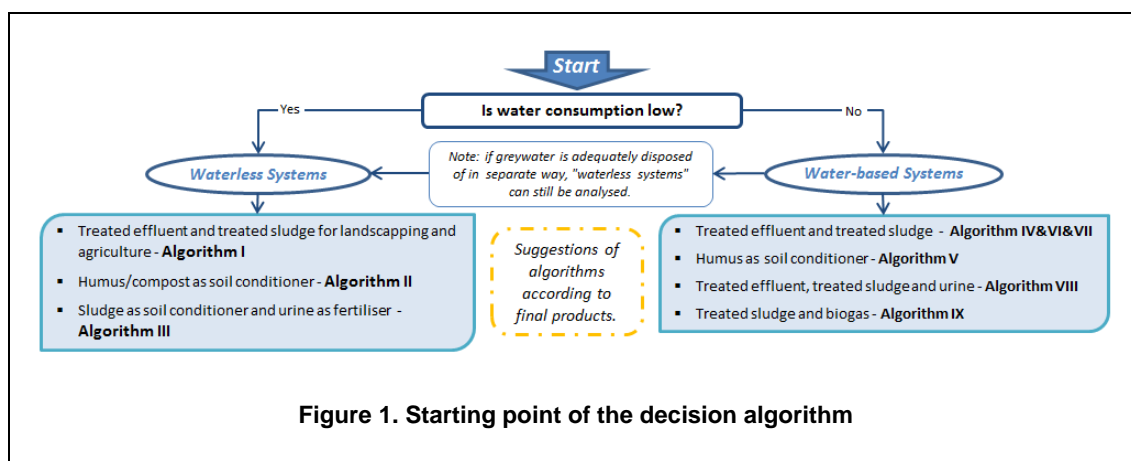 Start
Is water consumption low?
Yes
No
Waterless Systems
Note: if greywater is adequately disposed
of in separate way, "waterless systems"
can still be analysed.
Water-based Systems
▪ Treated effluent and treated sludge for landscapping and
agriculture - Algorithm I
▪ Humus/compost as soil conditioner - Algorithm II
▪ Sludge as soil conditioner and urine as fertiliser -
Algorithm III
Suggestions of
algorithms
according to
final products.
▪ Treated effluent and treated sludge - Algorithm IV&VI&VII
▪ Humus as soil conditioner - Algorithm V
▪ Treated effluent, treated sludge and urine - Algorithm VIII
▪ Treated sludge and biogas - Algorithm IX
Figure 1. Starting point of the decision algorithm